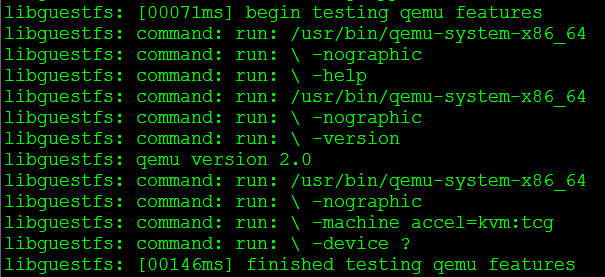 libguestfs: [00071ms] begin testing qemu features
libguestfs: command: run: /usr/bin/qemu-system-x86_64
libguestfs: command: run: \ -nographic
libguestfs: command: run: \ -help
libguestfs: command: run: /usr/bin/qemu-system-x86_64
libguestfs: command: run: \ -nographic
libguestfs: command: run: \ -version
libguestfs: qemu version 2.0
libguestfs: command: run: /usr/bin/qemu-system-x86_64
libguestfs: command: run: \ -nographic
libguestfs: command: run: \ -machine accel=kvm:tcg
libguestfs: command: run: \ -device ?
libguestfs: [00146ms] finished testing qemu features